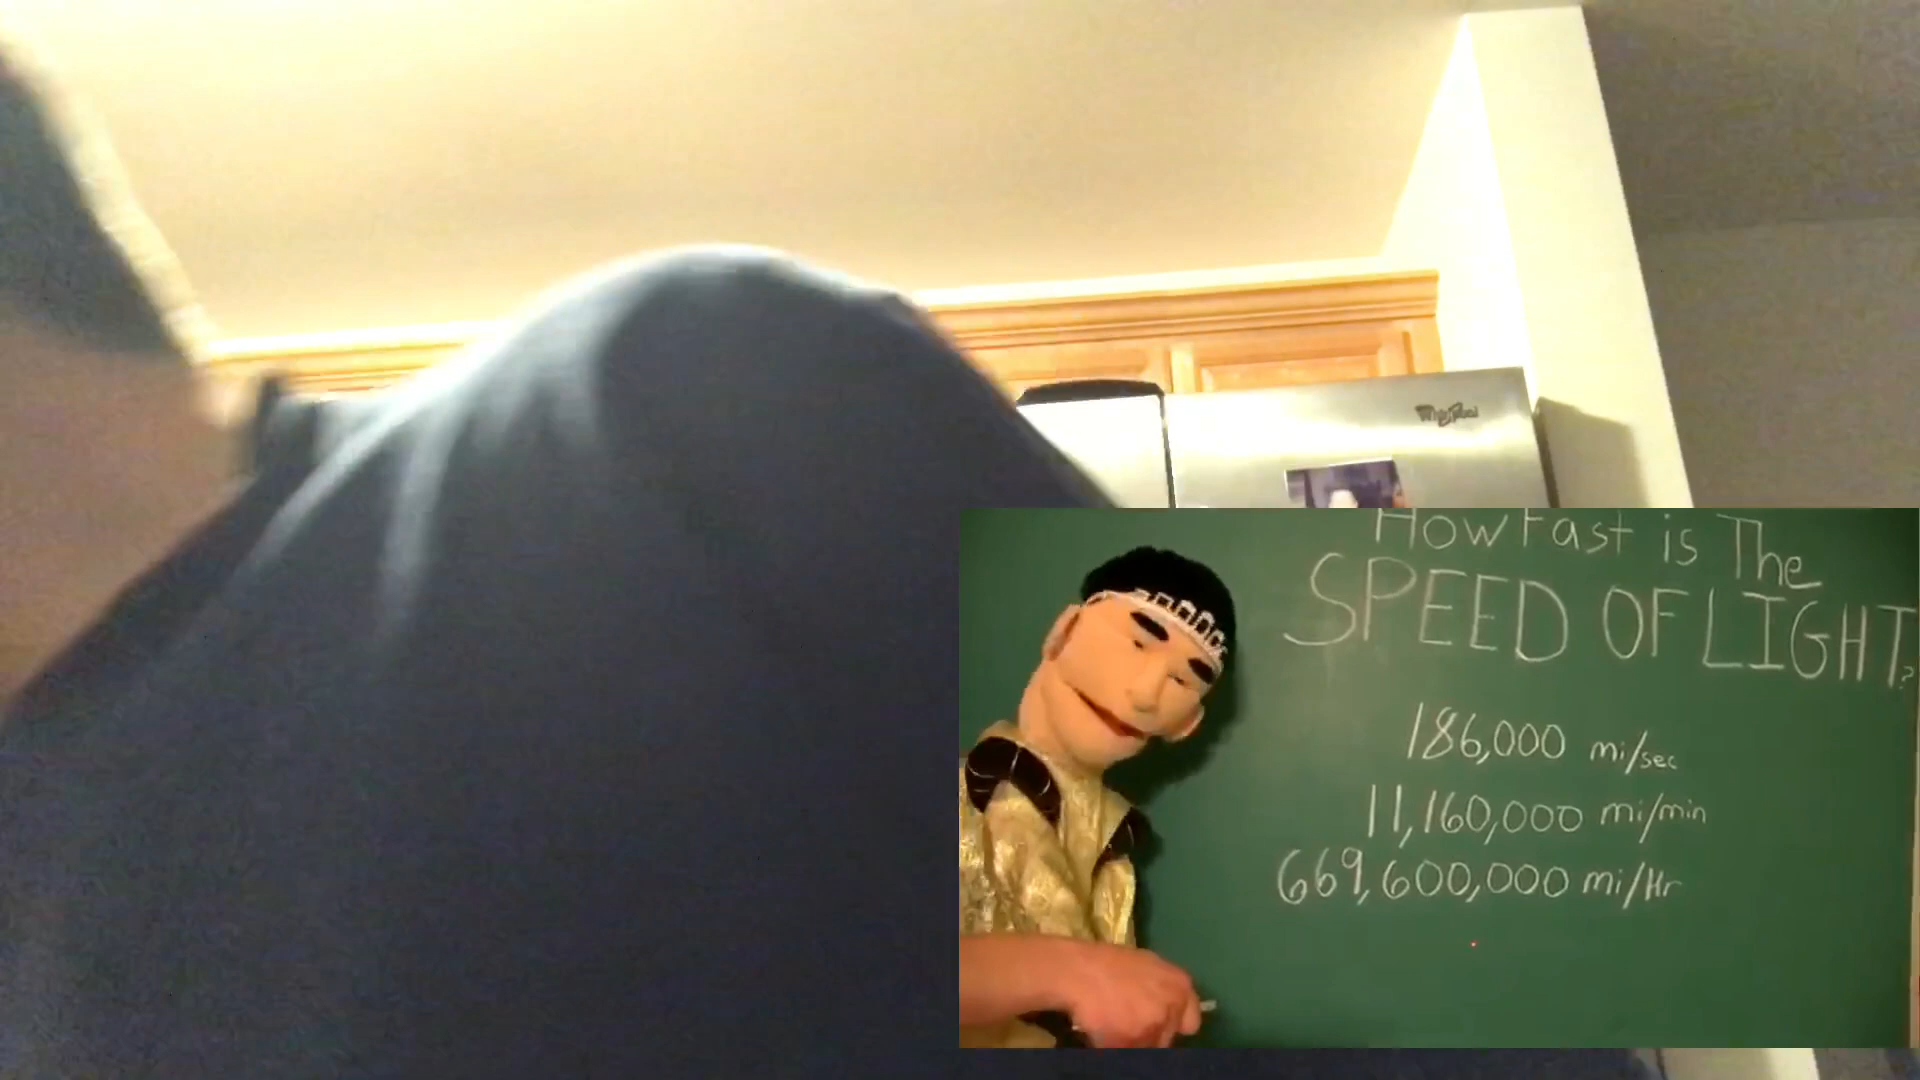 Whirlpool
How Fast is The
SPEED OF LIGHT?
186,000 mi/sec
11,160,000 mi/min
669,600,000 mi/Hr